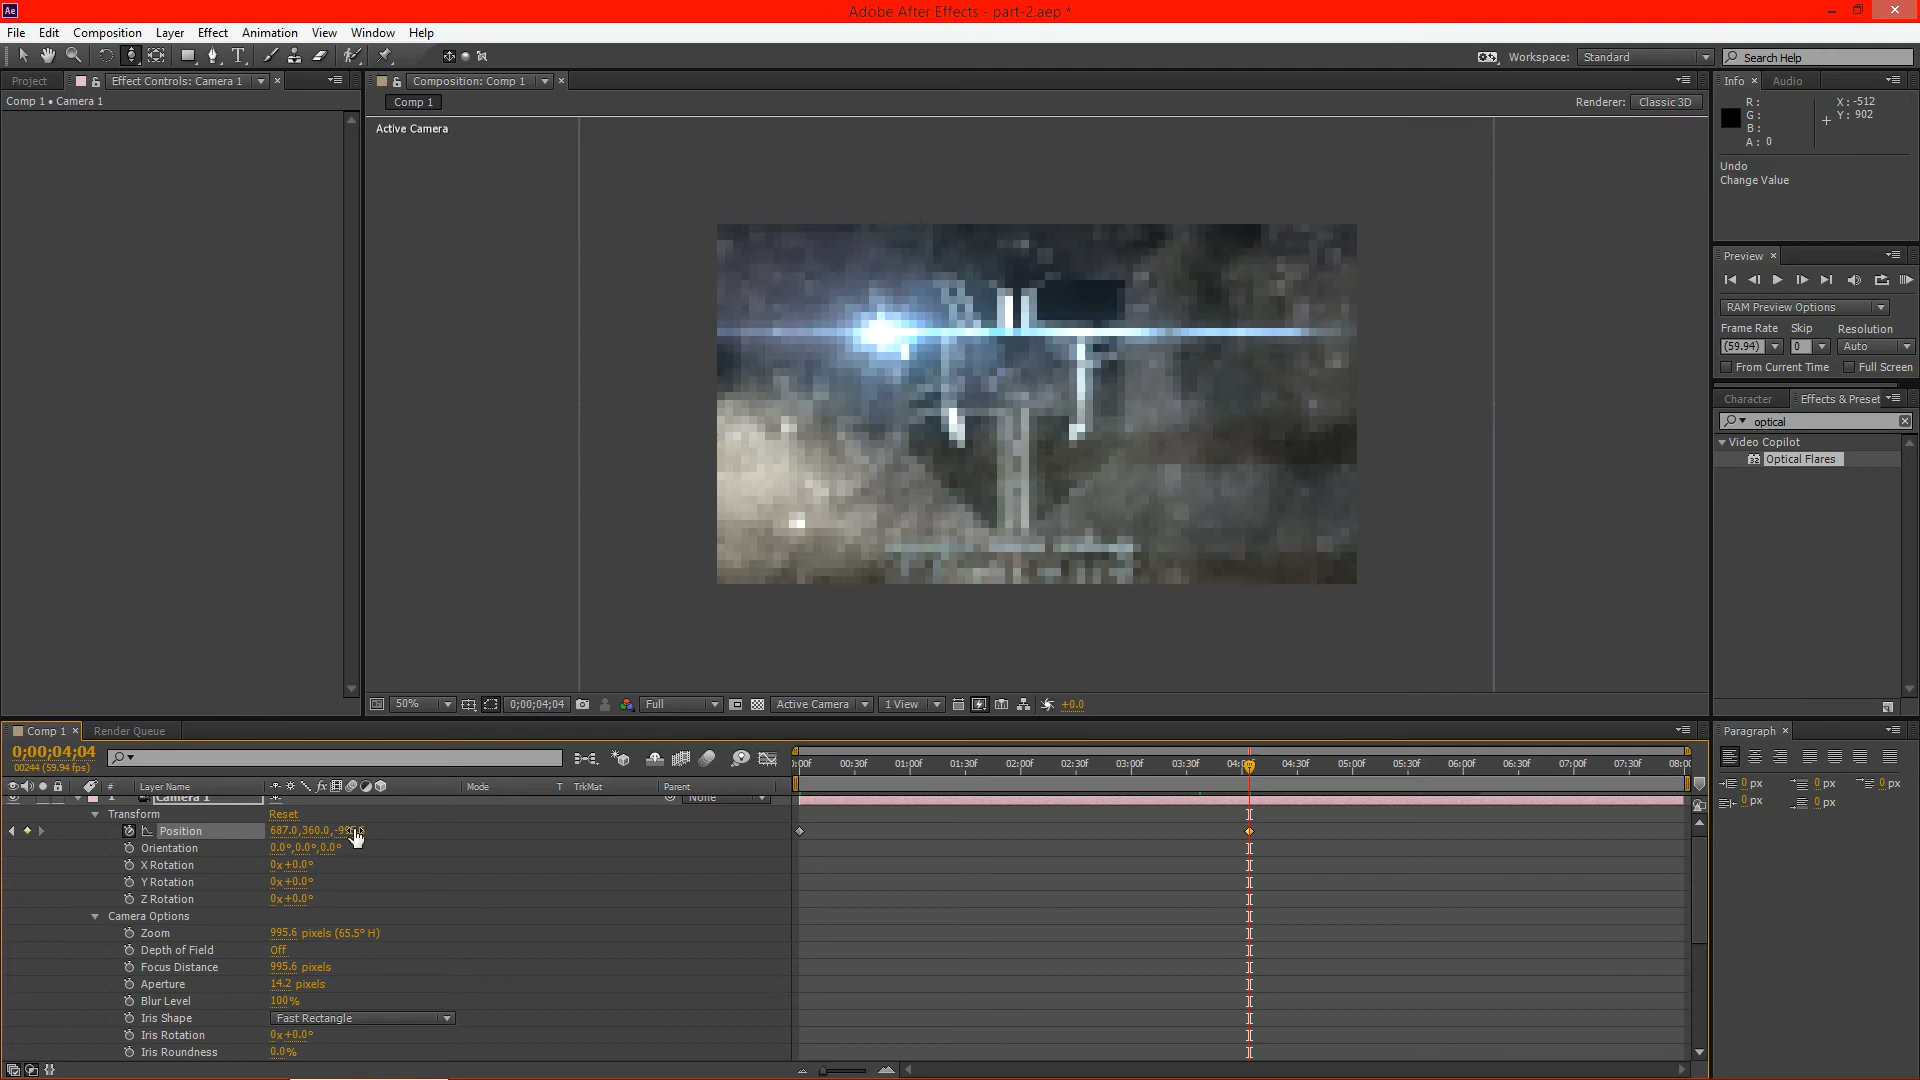 Ae
Adobe After Effects - part-2.aep *
File Edit Composition Layer Effect Animation View Window Help
T
Workspace: Standard
Search Help
Project
Effect Controls: Camera 1
Comp 1 • Camera 1
Composition: Comp 1
Comp 1
Renderer: Classic 3D
Active Camera
Info
Audio
R:
G:
B:
A: 0
X: -512
Y: 902
Undo
Change Value
Preview
RAM Preview Options
Frame Rate Skip Resolution
(59.94) 0 Auto
From Current Time Full Screen
Character
Effects & Preset
optical
Video Copilot
32 Optical Flares
50%
0;00;04;04
Full
Active Camera
1 View
+0.0
Comp 1
Render Queue
0;00;04;04
00244 (59.94 fps)
# Layer Name
fx
Mode T TrkMat Parent
:00f 00:30f 01:00f 01:30f 02:00f 02:30f 03:00f 03:30f 04:00f 04:30f 05:00f 05:30f 06:00f 06:30f 07:00f 07:30f 08:00f
1 Camera 1 None
Transform Reset
Position 687.0,360.0,
Orientation 0.0°,0.0°,0.0°
X Rotation 0x+0.0°
Y Rotation 0x+0.0°
Z Rotation 0x+0.0°
Camera Options
Zoom 995.6 pixels (65.5° H)
Depth of Field Off
Focus Distance 995.6 pixels
Aperture 14.2 pixels
Blur Level 100%
Iris Shape Fast Rectangle
Iris Rotation 0x+0.0°
Iris Roundness 0.0%
Paragraph
0 px 0 px 0 px
0 px 0 px